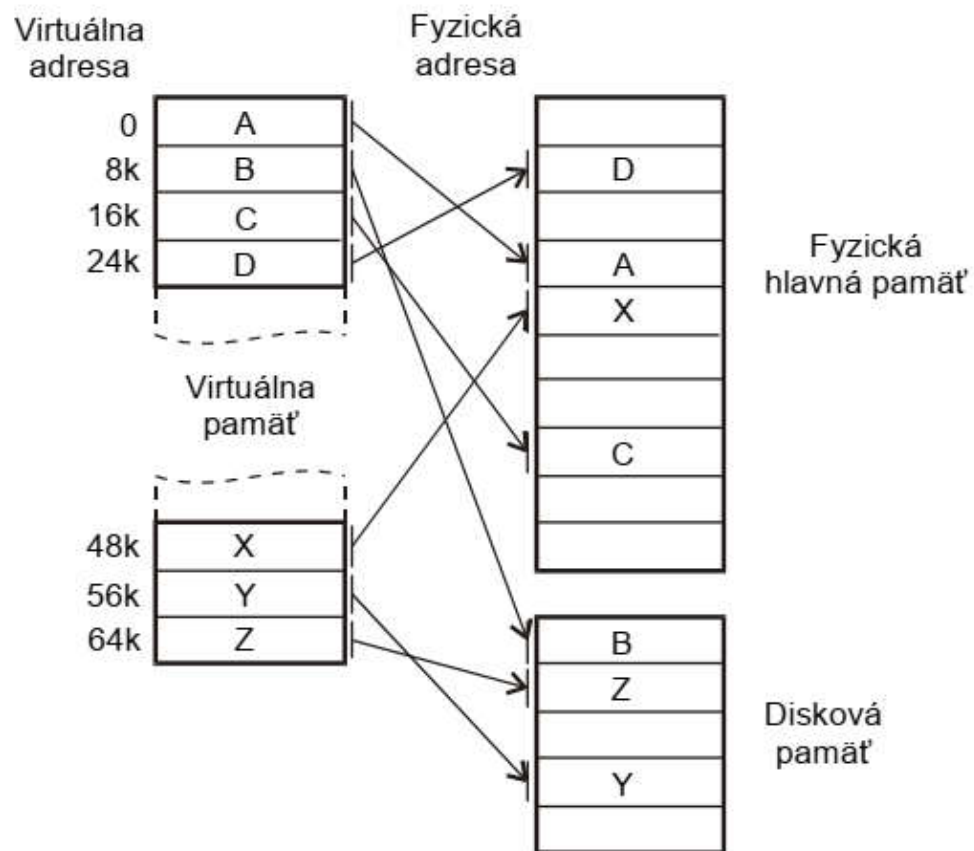 Virtuálna
adresa
0
A
8k
B
16k
C
24k
D
Virtuálna
pamäť
48k
X
56k
Y
64k
Z
Fyzická
adresa
D
A
X
C
Fyzická
hlavná pamäť
B
Z
Y
Disková
pamäť